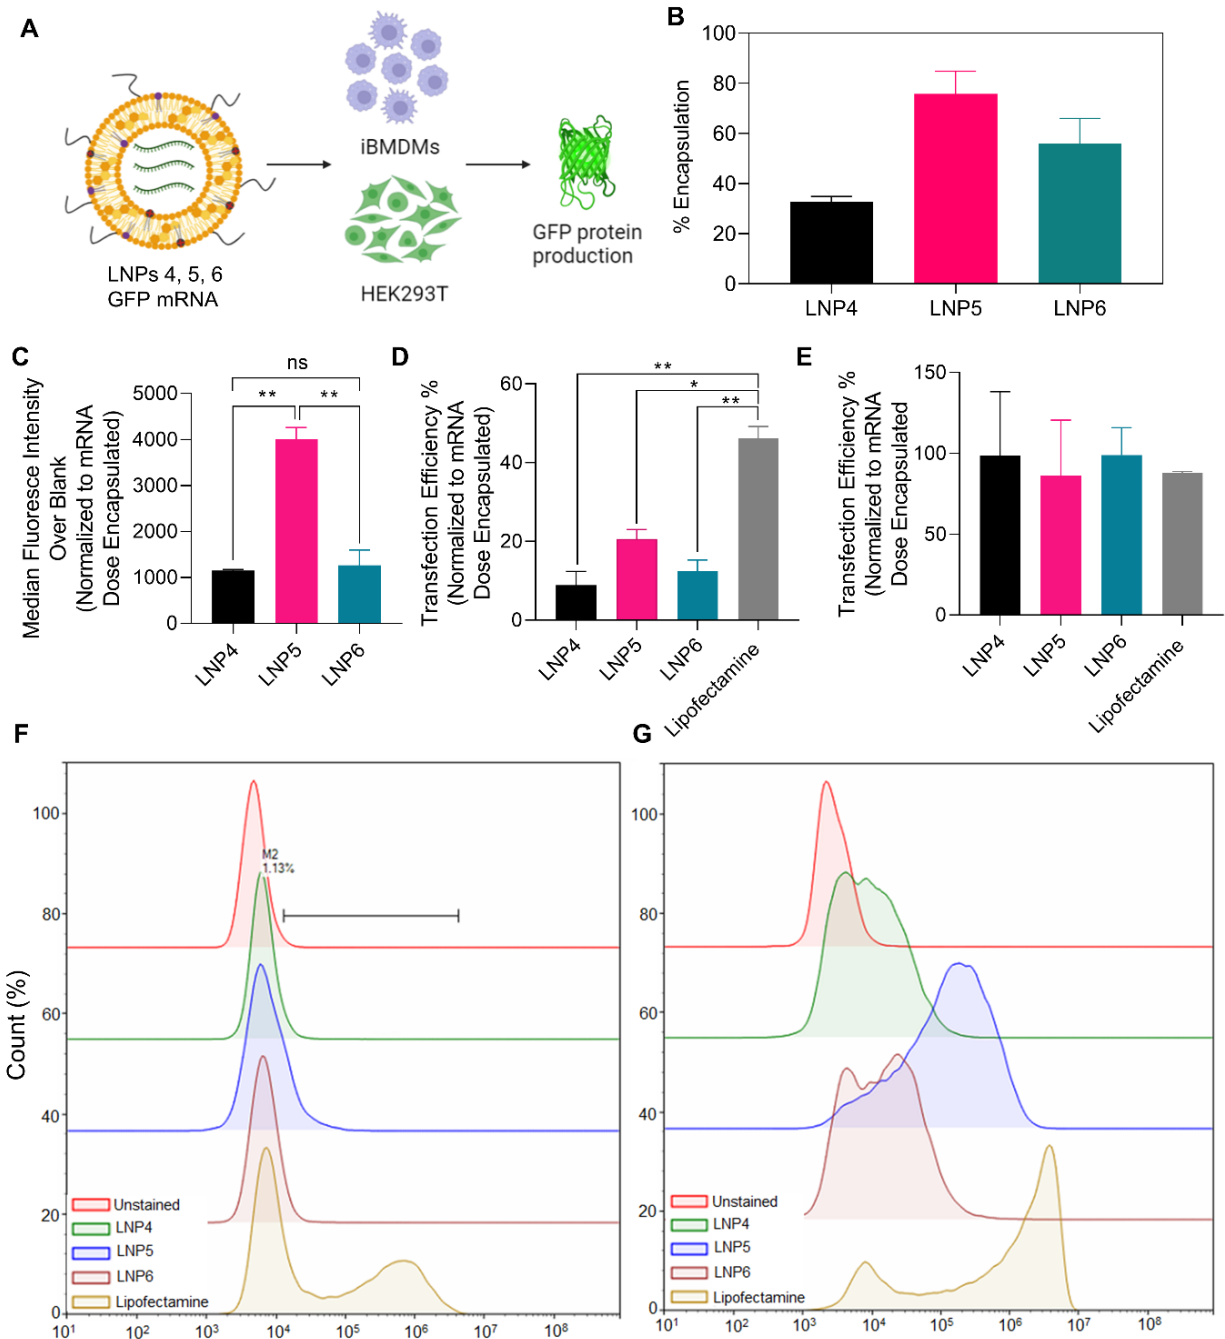 A
iBMDMs
HEK293T
LNPs 4, 5, 6
GFP mRNA
GFP protein
production
B
% Encapsulation
100
80
60
40
20
0
LNP4
LNP5
LNP6
C
Median Fluoresce Intensity
Over Blank
(Normalized to mRNA
Dose Encapsulated)
5000
4000
3000
2000
1000
0
ns
**
**
LNP4
LNP5
LNP6
D
Transfection Efficiency %
(Normalized to mRNA
Dose Encapsulated)
60
40
20
0
**
*
**
LNP4
LNP5
LNP6
Lipofectamine
E
Transfection Efficiency %
(Normalized to mRNA
Dose Encapsulated
150
100
50
0
LNP4
LNP5
LNP6
Lipofectamine
F
Count (%)
100
80
60
40
20
0
M2
1.13%
Unstained
LNP4
LNP5
LNP6
Lipofectamine
10¹
10²
10³
10⁴
10⁵
10⁶
10⁷
10⁸
G
100
80
60
40
20
0
Unstained
LNP4
LNP5
LNP6
Lipofectamine
10¹
10²
10³
10⁴
10⁵
10⁶
10⁷
10⁸